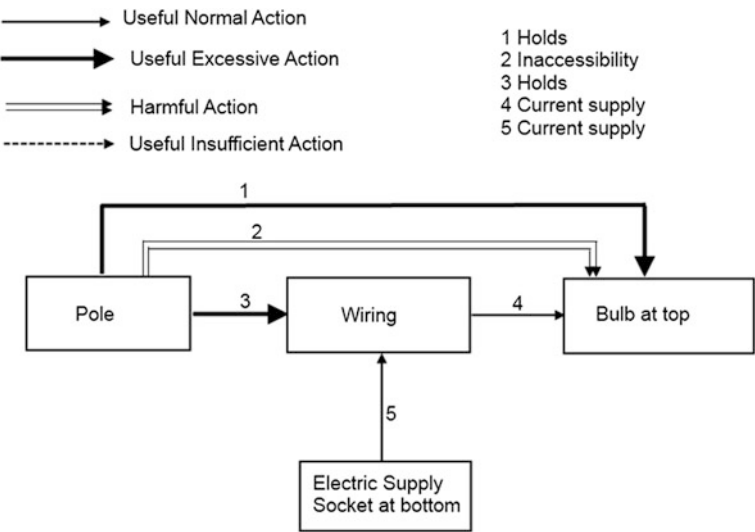 Useful Normal Action
Useful Excessive Action
Harmful Action
Useful Insufficient Action
1 Holds
2 Inaccessibility
3 Holds
4 Current supply
5 Current supply
1
2
Pole
3
Wiring
4
Bulb at top
5
Electric Supply
Socket at bottom